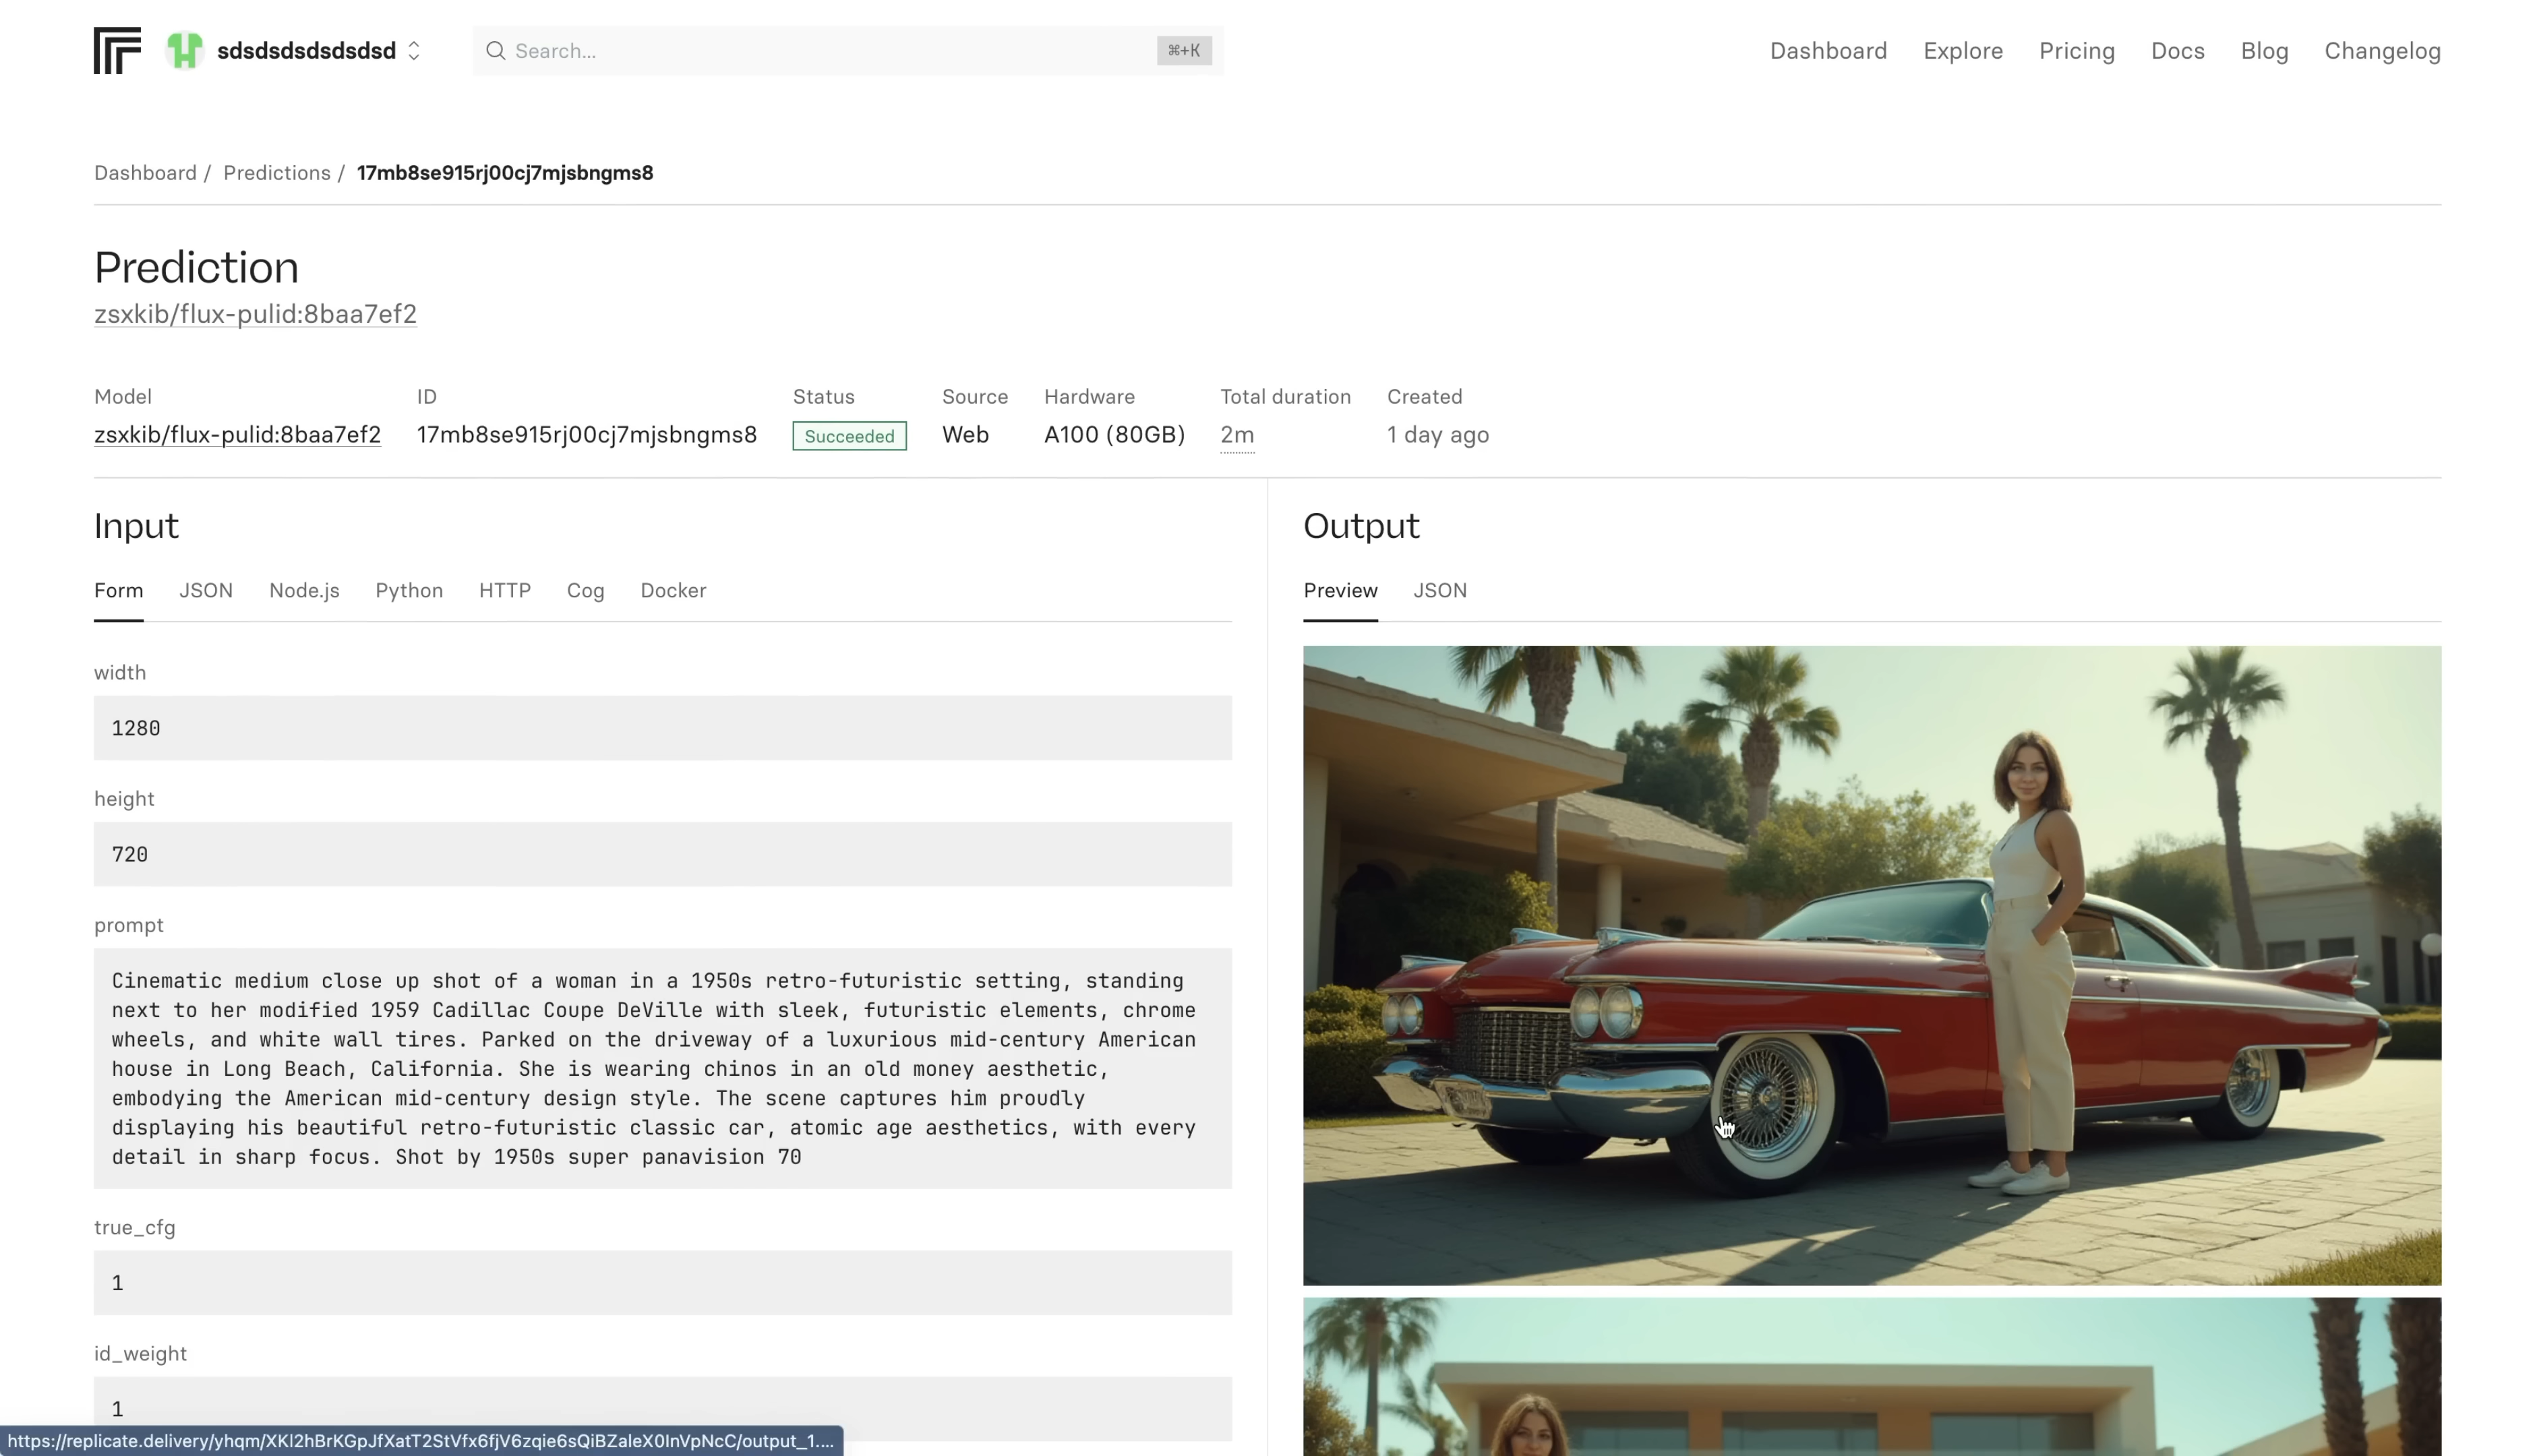 sdsdsdsdsdsdsd
Search...
⌘+K
Dashboard
Explore
Pricing
Docs
Blog
Changelog
Dashboard / Predictions / 17mb8se915rj00cj7mjsbngms8
Prediction
zsxkib/flux-pulid:8baa7ef2
Model
zsxkib/flux-pulid:8baa7ef2
ID
17mb8se915rj00cj7mjsbngms8
Status
Succeeded
Source
Web
Hardware
A100 (80GB)
Total duration
2m
Created
1 day ago
Input
Form
JSON
Node.js
Python
HTTP
Cog
Docker
width
1280
height
720
prompt
Cinematic medium close up shot of a woman in a 1950s retro-futuristic setting, standing
next to her modified 1959 Cadillac Coupe DeVille with sleek, futuristic elements, chrome
wheels, and white wall tires. Parked on the driveway of a luxurious mid-century American
house in Long Beach, California. She is wearing chinos in an old money aesthetic,
embodying the American mid-century design style. The scene captures him proudly
displaying his beautiful retro-futuristic classic car, atomic age aesthetics, with every
detail in sharp focus. Shot by 1950s super panavision 70
true_cfg
1
id_weight
1
Output
Preview
JSON
https://replicate.delivery/yhqm/XKl2hBrKGpJfXatT2StVfx6fjV6zqie6sQiBZaleX0lnVpNcC/output_1....